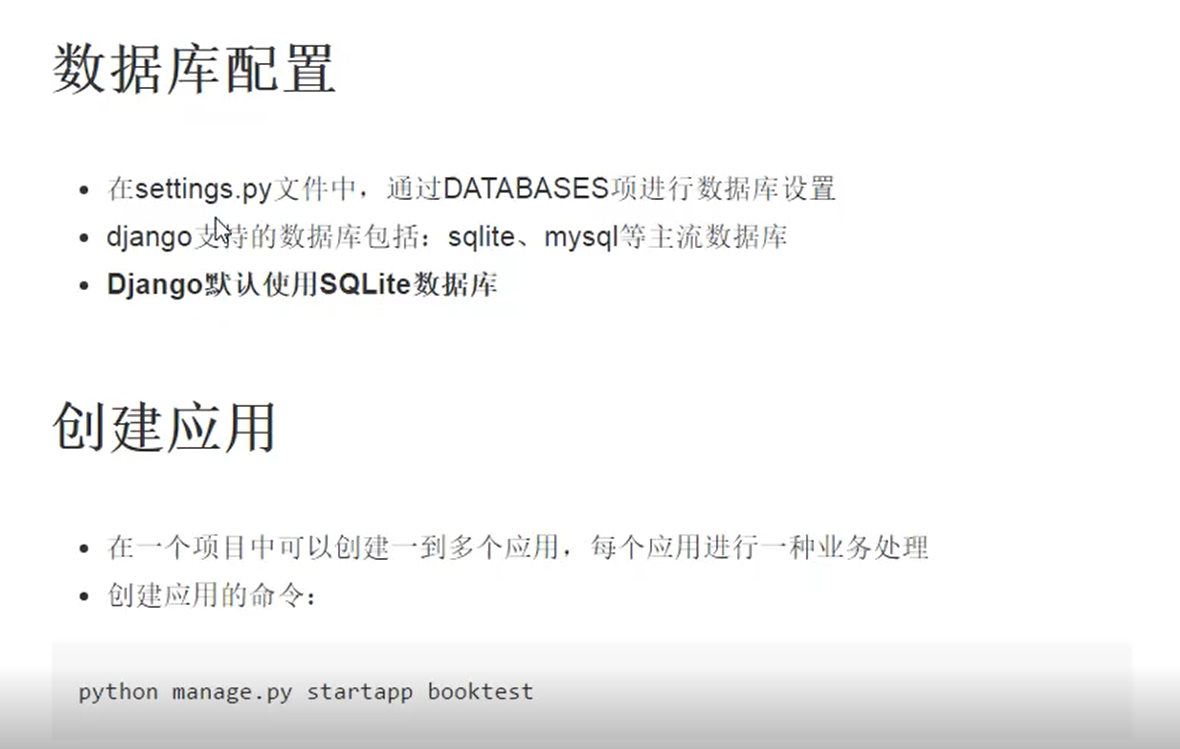 数据库配置
在settings.py文件中，通过DATABASES项进行数据库设置
django支持的数据库包括：sqlite、mysql等主流数据库
Django默认使用SQLite数据库
创建应用
在一个项目中可以创建一到多个应用，每个应用进行一种业务处理
创建应用的命令：
python manage.py startapp booktest